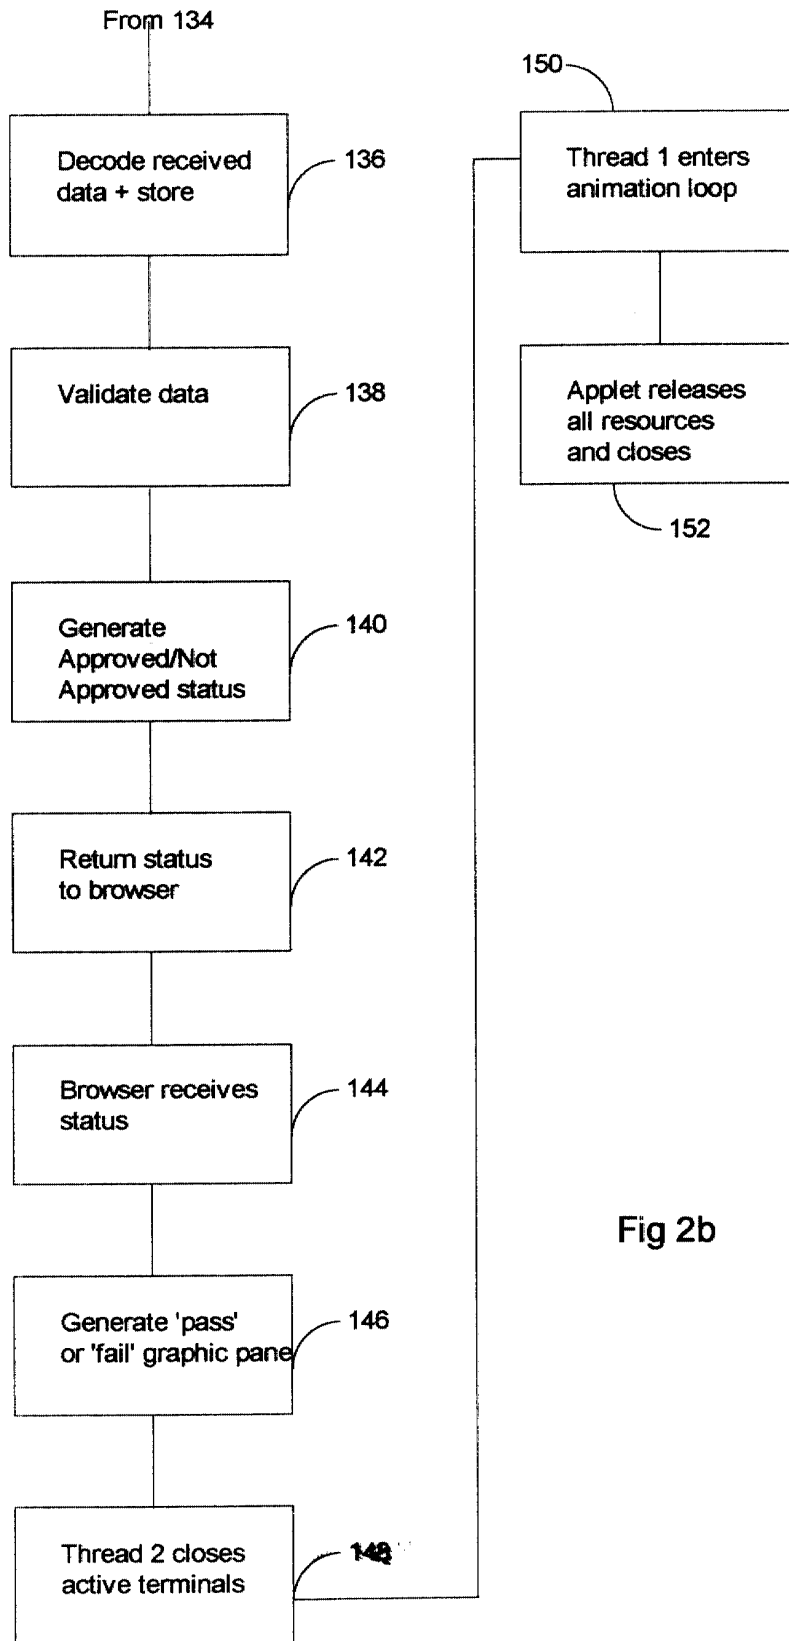 From 134
Decode received
data + store
136
Validate data
138
Generate
Approved/Not
Approved status
140
Return status
to browser
142
Browser receives
status
144
Generate 'pass'
or 'fail' graphic pane
146
Thread 2 closes
active terminals
148
150
Thread 1 enters
animation loop
Applet releases
all resources
and closes
152
Fig 2b